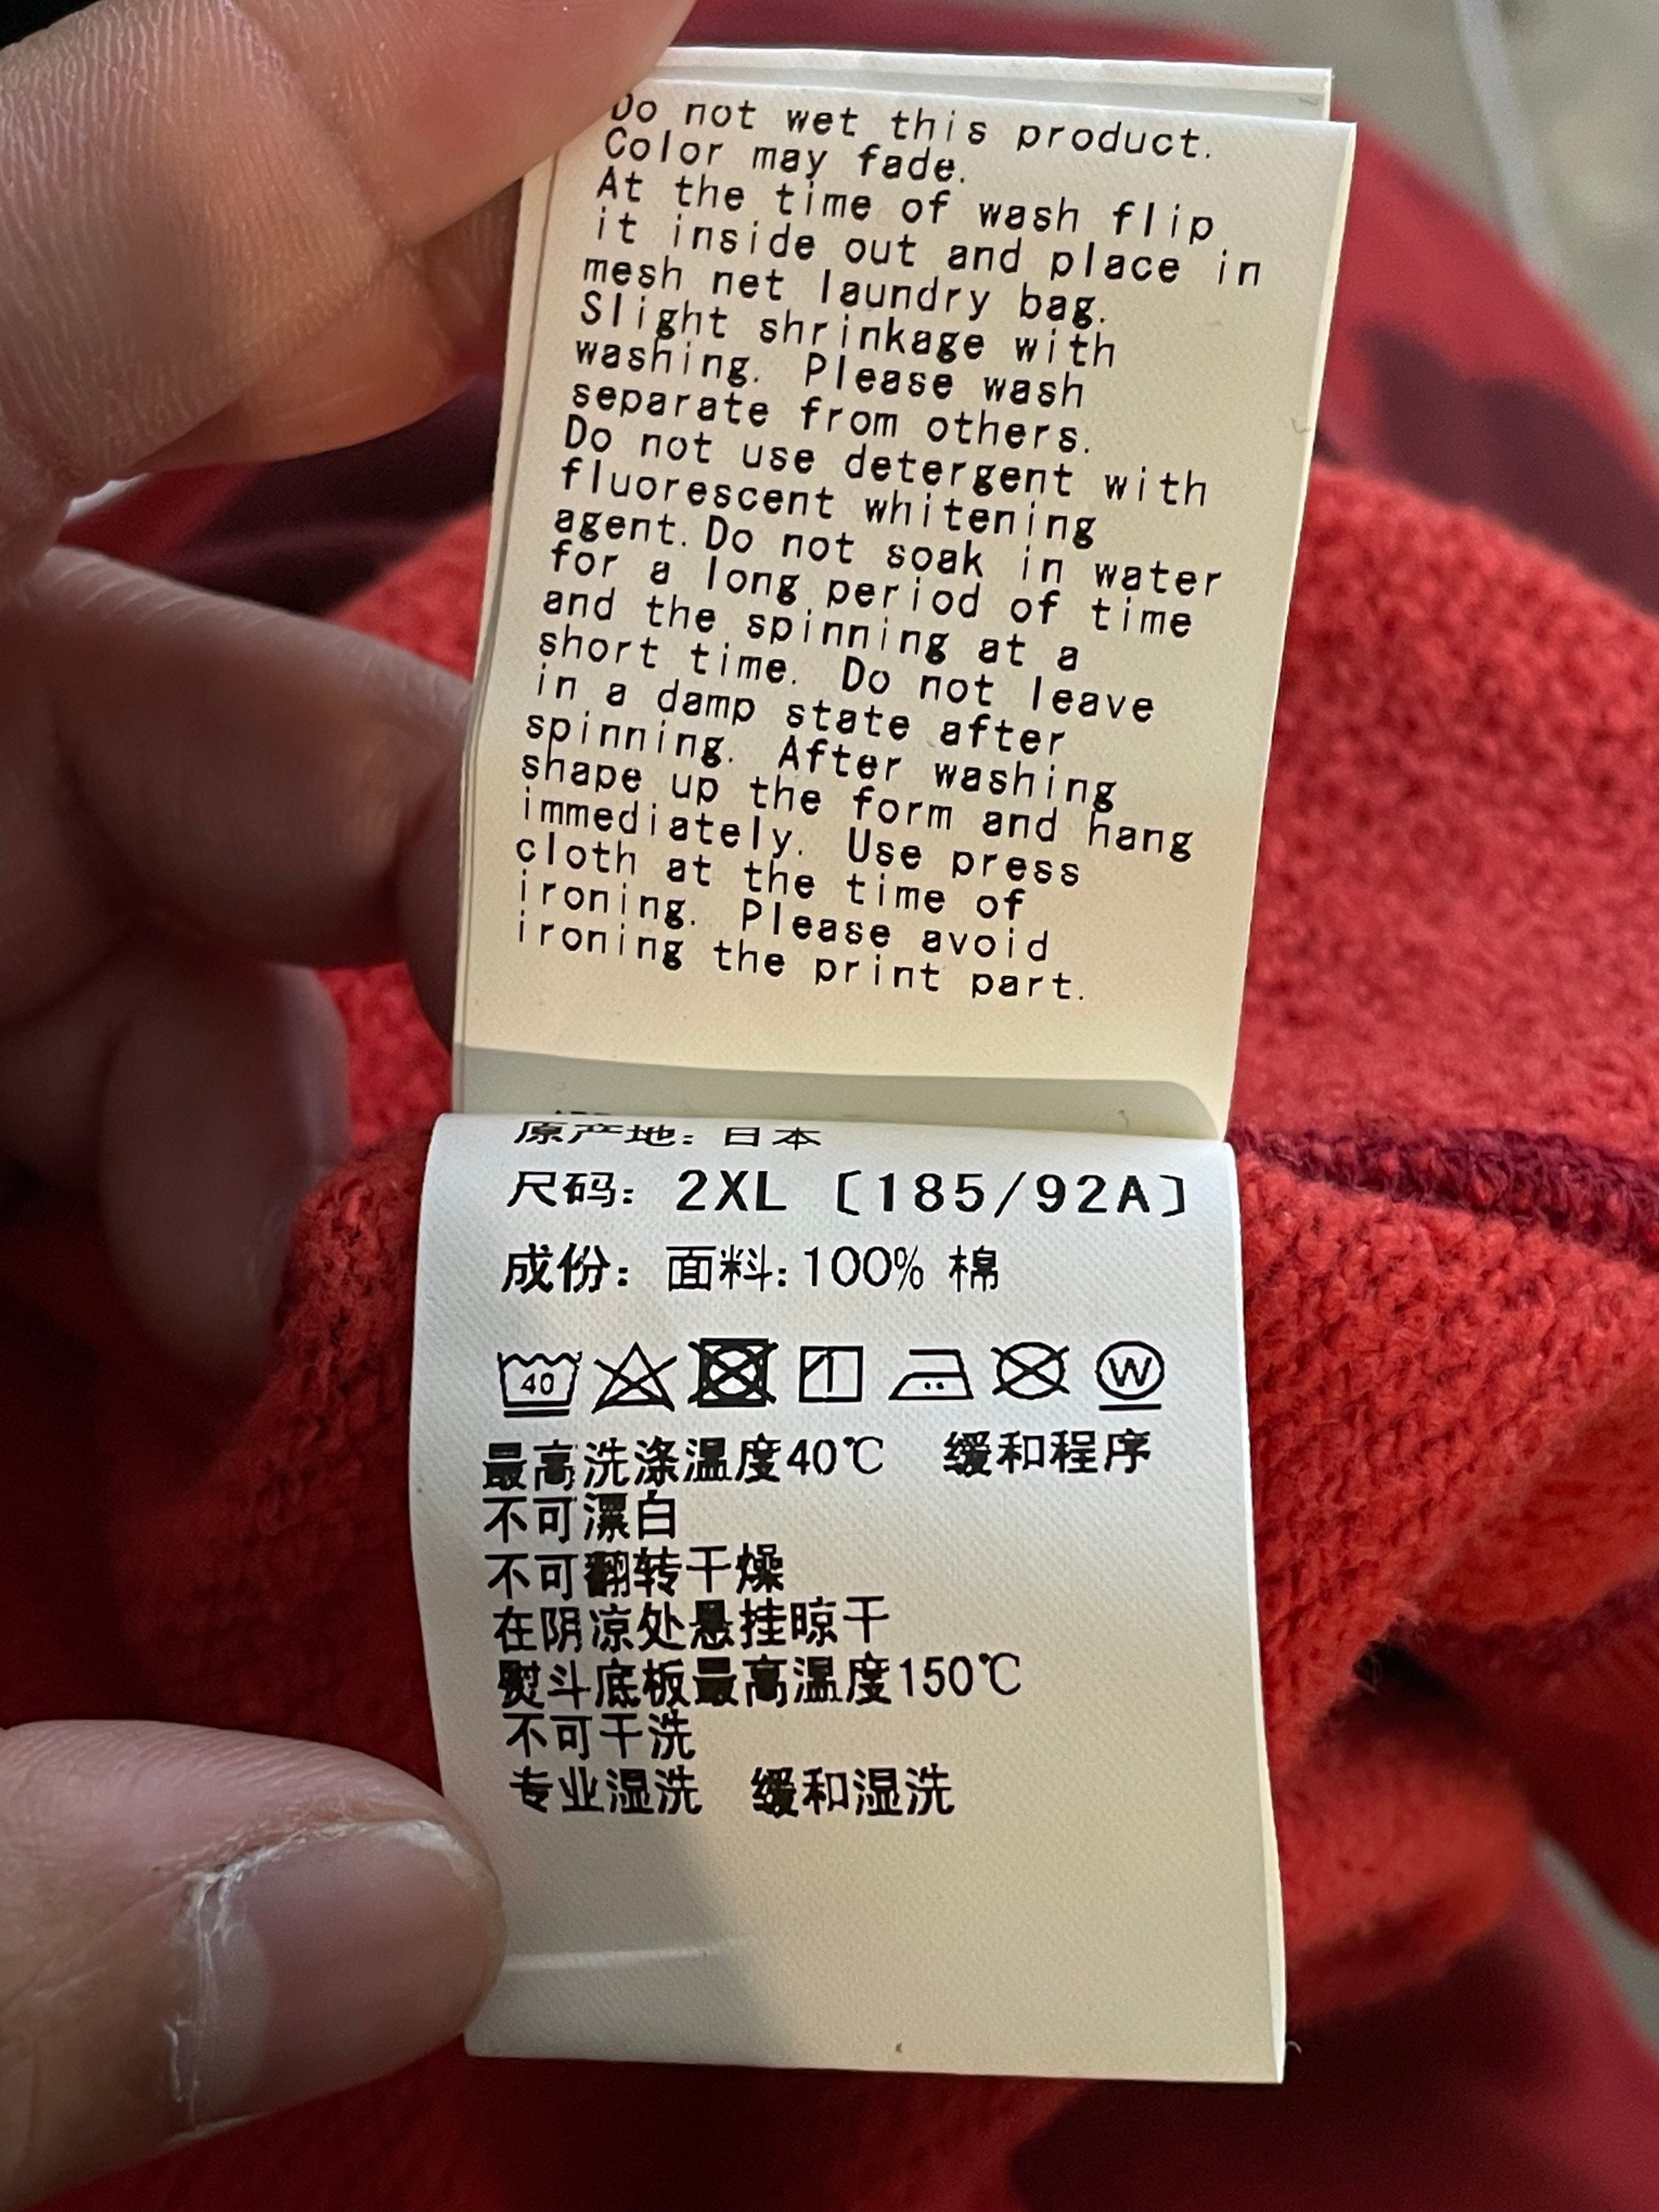 Do not wet this product.
Color may fade.
At the time of wash flip
it inside out and place in
mesh net laundry bag.
Slight shrinkage with
washing. Please wash
separate from others.
Do not use detergent with
fluorescent whitening
agent. Do not soak in water
for a long period of time
and the spinning at a
short time. Do not leave
in a damp state after
spinning. After washing
shape up the form and hang
immediately. Use press
cloth at the time of
ironing. Please avoid
ironing the print part.
原产地: 日本
尺码: 2XL 〔185/92A〕
成份: 面料:100% 棉
40 W
最高洗涤温度40℃ 缓和程序
不可漂白
不可翻转干燥
在阴凉处悬挂晾干
熨斗底板最高温度150℃
不可干洗
专业湿洗 缓和湿洗